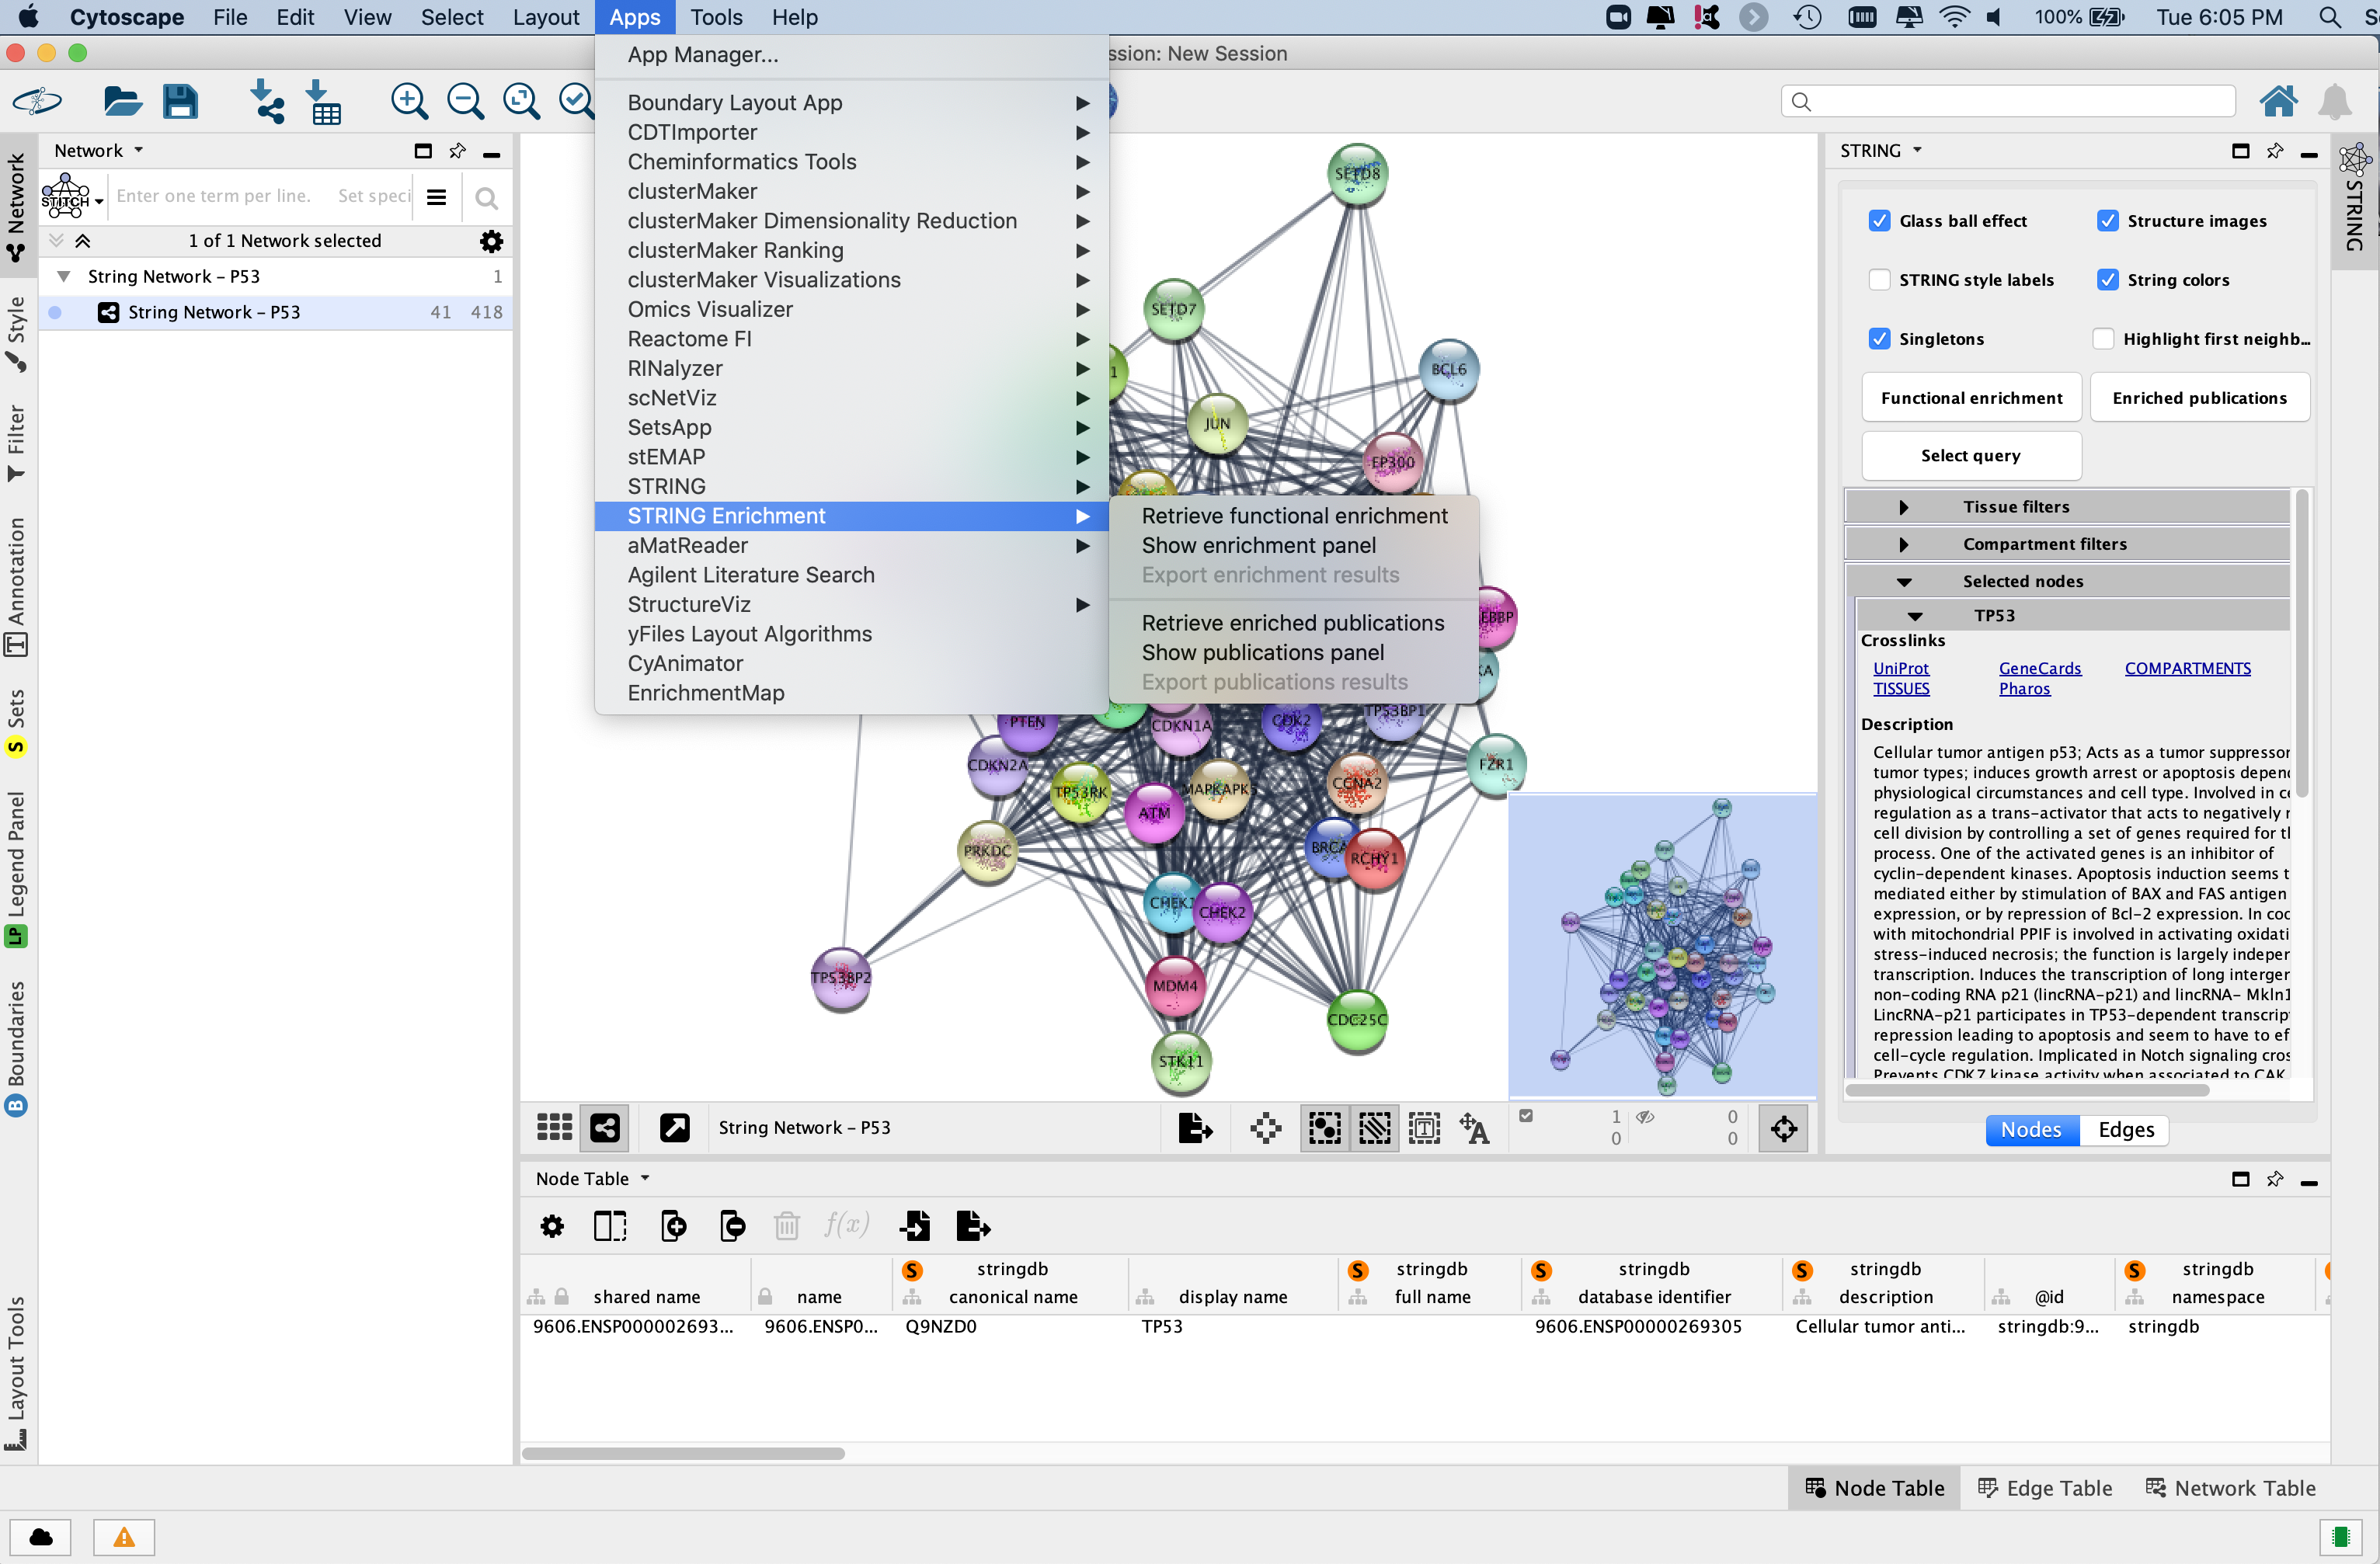 Cytoscape File Edit View Select Layout Apps Tools Help
100% Tue 6:05 PM
ssion: New Session
App Manager...
Boundary Layout App
CDTImporter
Cheminformatics Tools
clusterMaker
clusterMaker Dimensionality Reduction
clusterMaker Ranking
clusterMaker Visualizations
Omics Visualizer
Reactome FI
RINalyzer
scNetViz
SetsApp
stEMAP
STRING
STRING Enrichment
aMatReader
Agilent Literature Search
StructureViz
yFiles Layout Algorithms
CyAnimator
EnrichmentMap
Retrieve functional enrichment
Show enrichment panel
Export enrichment results
Retrieve enriched publications
Show publications panel
Export publications results
Network
Style
Filter
Annotation
Sets
Legend Panel
Boundaries
Layout Tools
Network
STITCH
Enter one term per line. Set speci
1 of 1 Network selected
String Network – P53 1
String Network – P53 41 418
SETD8
SETD7
BCL6
JUN
EP300
PTEN
CDKN1A
CDK2
TP53BP1
CDKN2A
FZR1
TP53RK
MAPKAPK5
CCNA2
ATM
PRKDC
BRCA
RCHY1
CHEK1
CHEK2
TP53BP2
MDM4
CDC25C
STK11
String Network – P53
1 0
0 0
STRING
STRING
Glass ball effect
Structure images
STRING style labels
String colors
Singletons
Highlight first neighb...
Functional enrichment
Enriched publications
Select query
Tissue filters
Compartment filters
Selected nodes
TP53
Crosslinks
UniProt GeneCards COMPARTMENTS
TISSUES Pharos
Description
Cellular tumor antigen p53; Acts as a tumor suppressor
tumor types; induces growth arrest or apoptosis depen
physiological circumstances and cell type. Involved in c
regulation as a trans-activator that acts to negatively r
cell division by controlling a set of genes required for t
process. One of the activated genes is an inhibitor of
cyclin-dependent kinases. Apoptosis induction seems t
mediated either by stimulation of BAX and FAS antigen
expression, or by repression of Bcl-2 expression. In coo
with mitochondrial PPIF is involved in activating oxidati
stress-induced necrosis; the function is largely indeper
transcription. Induces the transcription of long interger
non-coding RNA p21 (lincRNA-p21) and lincRNA- Mkln1
LincRNA-p21 participates in TP53-dependent transcrip
repression leading to apoptosis and seem to have to ef
cell-cycle regulation. Implicated in Notch signaling cros
Prevents CDK7 kinase activity when associated to CAK
Nodes Edges
Node Table
f(x)
shared name
name
stringdb canonical name
display name
stringdb full name
stringdb database identifier
stringdb description
@id
stringdb namespace
9606.ENSP000002693... 9606.ENSP0... Q9NZD0 TP53 9606.ENSP00000269305 Cellular tumor anti... stringdb:9... stringdb
Node Table Edge Table Network Table